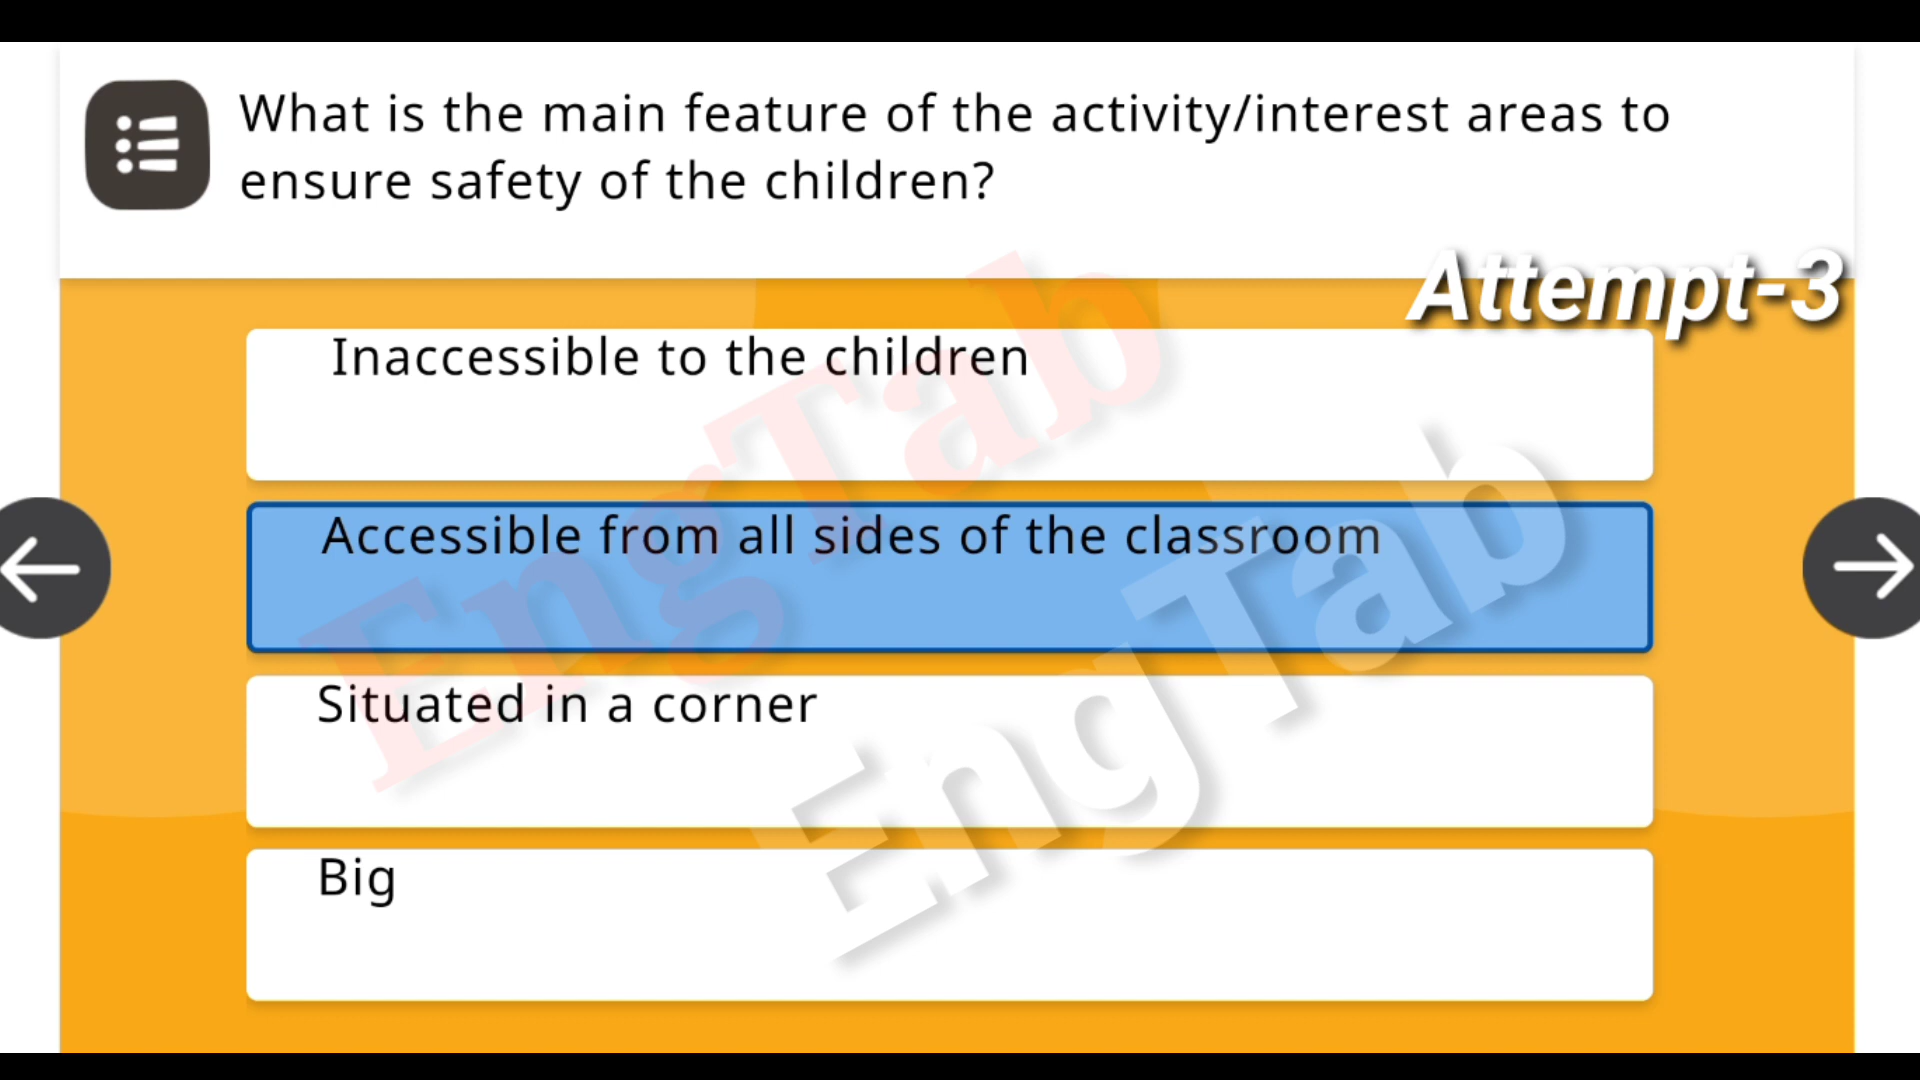 What is the main feature of the activity/interest areas to
ensure safety of the children?
Attempt-3
Inaccessible to the children
Accessible from all sides of the classroom
Situated in a corner
Big
EngTab
EngTab